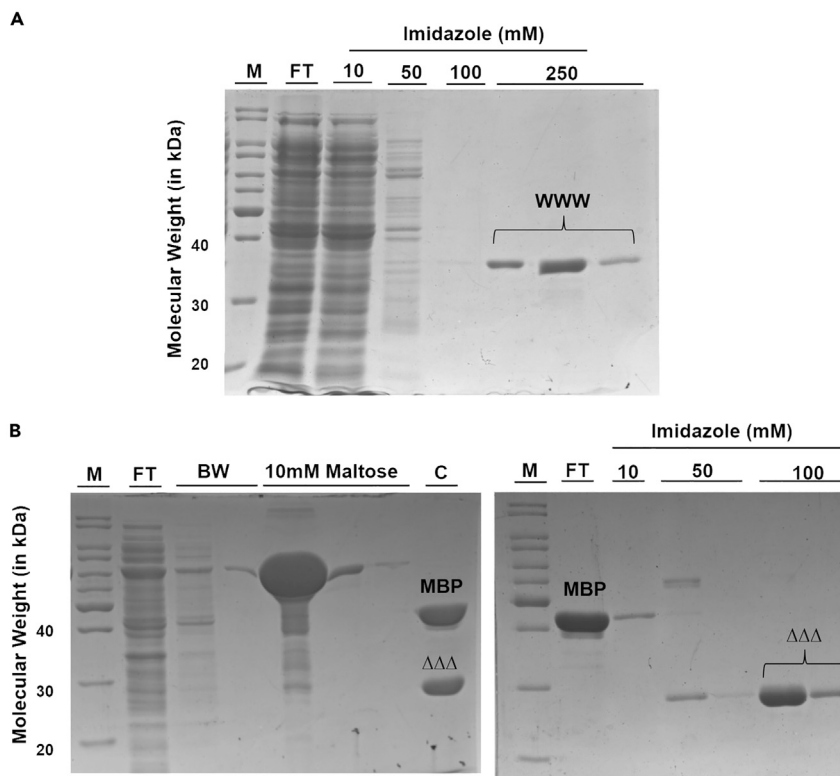 A
Imidazole (mM)
M FT 10 50 100 250
Molecular Weight (in kDa)
WWW
40
30
20
B
Imidazole (mM)
M FT BW 10mM Maltose C
M FT 10 50 100
Molecular Weight (in kDa)
MBP
MBP
ΔΔΔ
ΔΔΔ
40
30
20